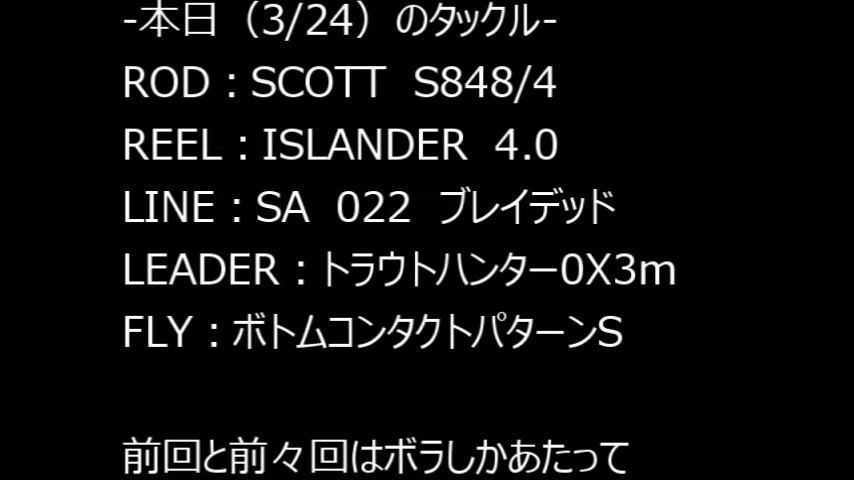 -本日（3/24）のタックル-
ROD：SCOTT S848/4
REEL：ISLANDER 4.0
LINE：SA 022 ブレイデッド
LEADER：トラウトハンター0X3m
FLY：ボトムコンタクトパターンS
前回と前々回はボラしかあたって